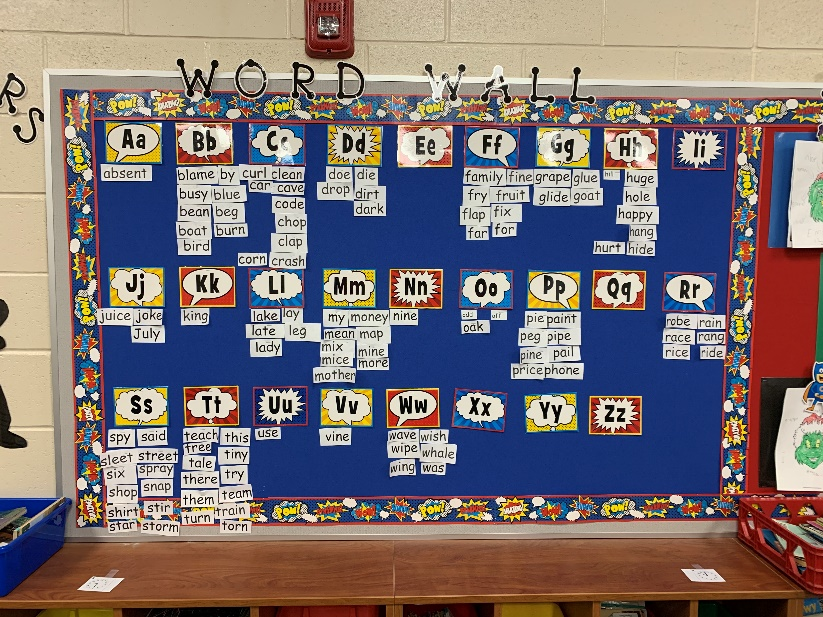 WORD WALL
RS
Aa Bb Cc Dd Ee Ff Gg Hh Ii
absent
blame by
busy blue
bean beg
boat burn
bird
curl clean
car cave
code
chop
clap
corn crash
doe die
drop dirt
dark
family fine
fry fruit
flap fix
far for
grape glue
glide goat
hit huge
hole
happy
hang
hurt hide
Jj Kk Ll Mm Nn Oo Pp Qq Rr
juice joke
July
king
lake lay
late leg
lady
my money
mean map
mix mine
mice more
mother
nine
odd off
oak
pie paint
peg pipe
pine pail
price phone
robe rain
race rang
rice ride
Ss Tt Uu Vv Ww Xx Yy Zz
spy said
sleet street
six spray
shop snap
shirt stir
star storm
teach this
tree tiny
tale try
there
them team
turn train
torn
use
vine
wave wish
wipe whale
wing was